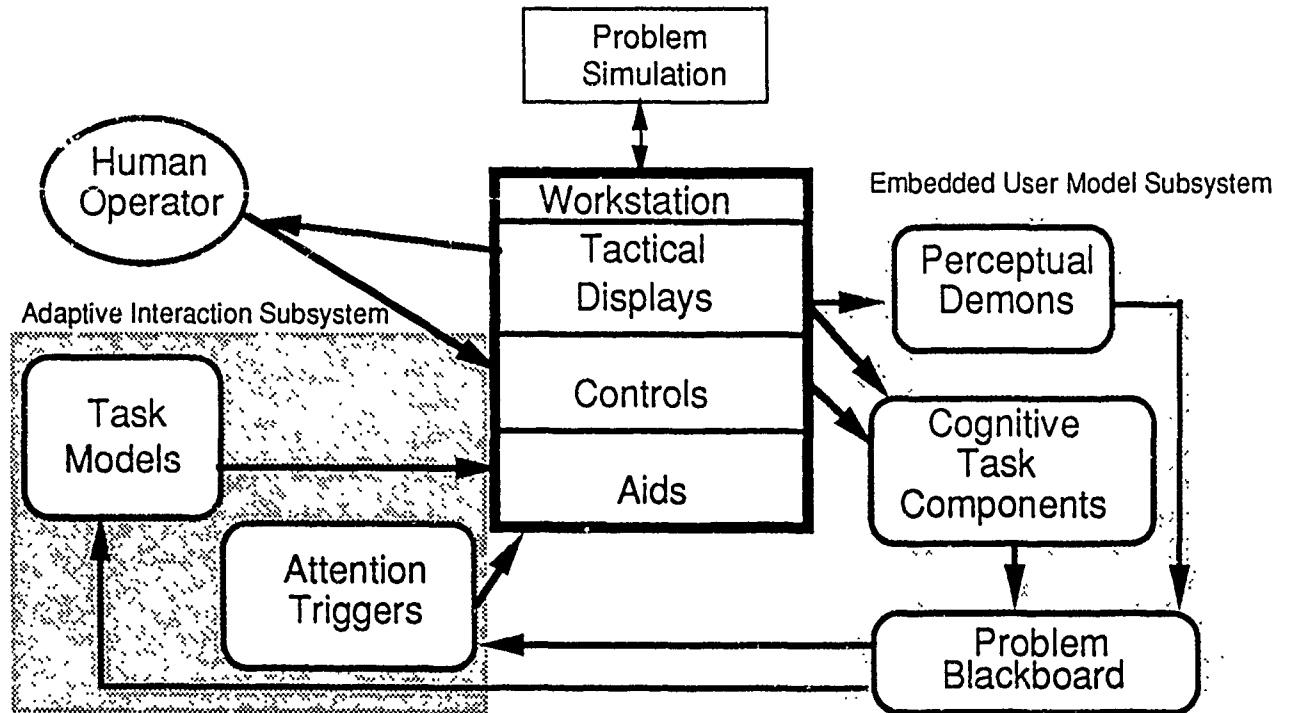 Problem
Simulation
Human
Operator
Workstation
Tactical
Displays
Controls
Aids
Embedded User Model Subsystem
Perceptual
Demons
Cognitive
Task
Components
Problem
Blackboard
Adaptive Interaction Subsystem
Task
Models
Attention
Triggers